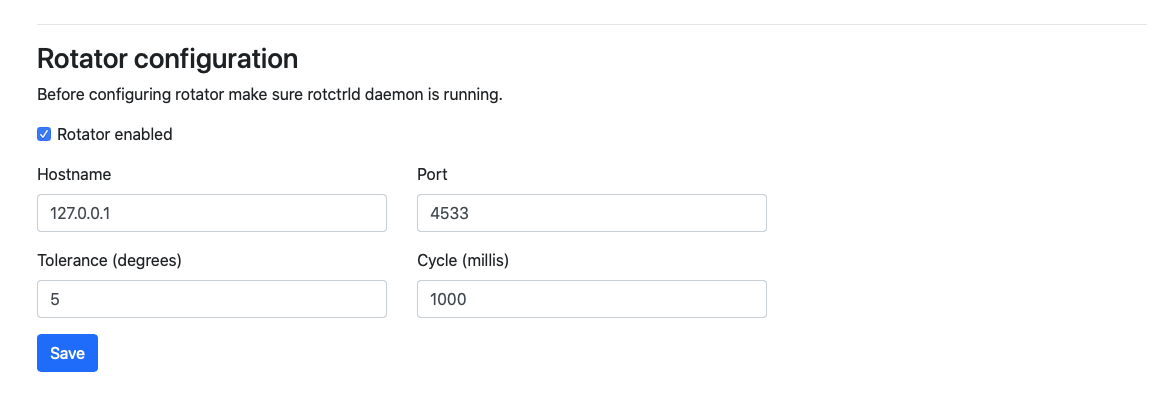 Rotator configuration
Before configuring rotator make sure rotctrld daemon is running.
Rotator enabled
Hostname Port
127.0.0.1 4533
Tolerance (degrees) Cycle (millis)
5 1000
Save